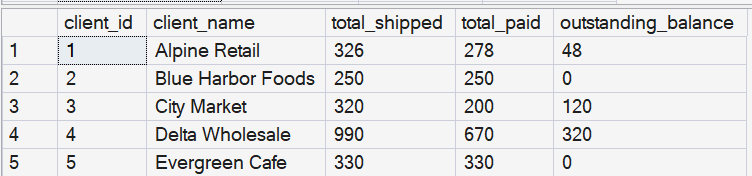 client_id client_name total_shipped total_paid outstanding_balance
1 1 Alpine Retail 326 278 48
2 2 Blue Harbor Foods 250 250 0
3 3 City Market 320 200 120
4 4 Delta Wholesale 990 670 320
5 5 Evergreen Cafe 330 330 0